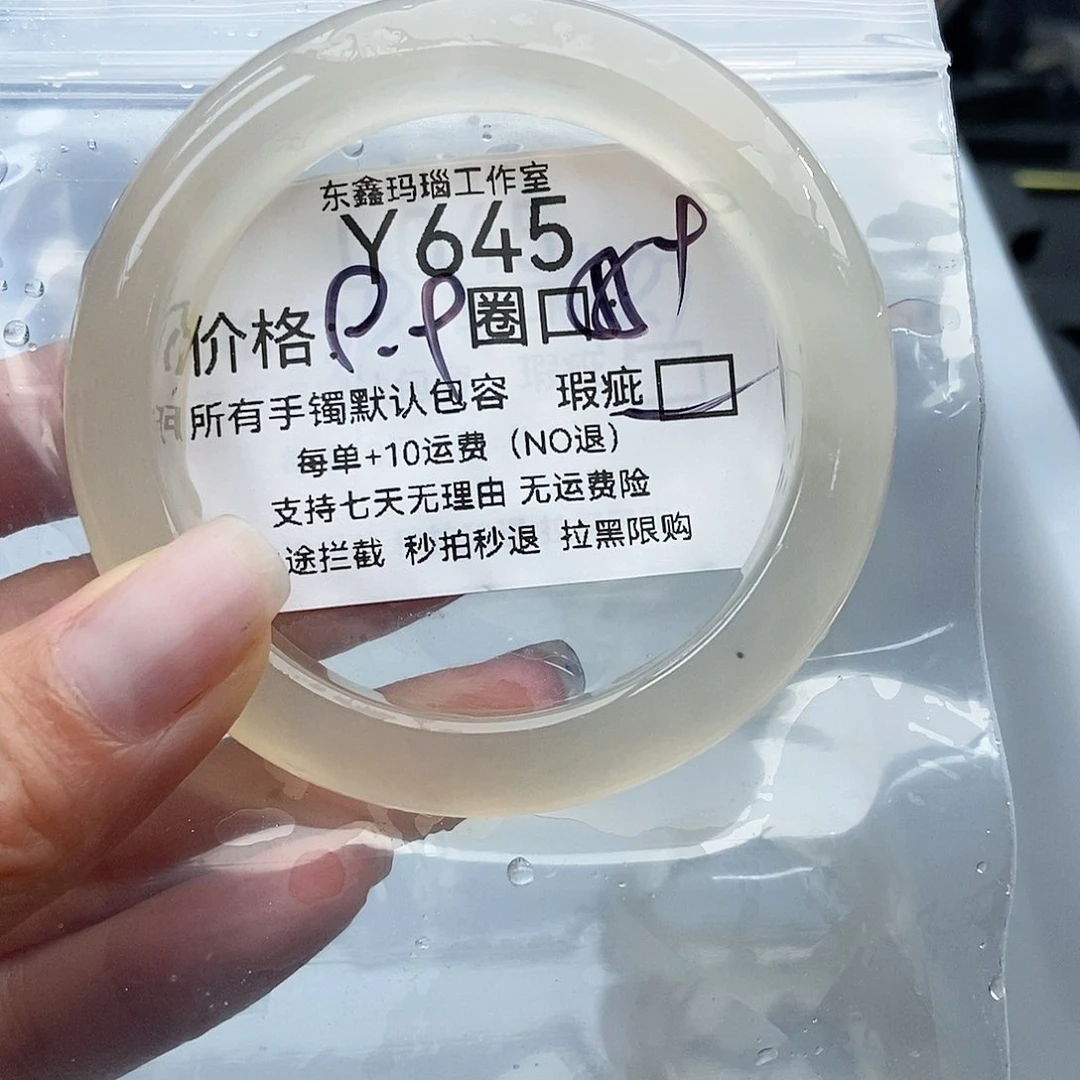 东鑫玛瑙工作室
Y645
价格: 圈口
所有手镯默认包容 瑕疵
每单+10运费（NO退）
支持七天无理由 无运费险
途拦截 秒拍秒退 拉黑限购